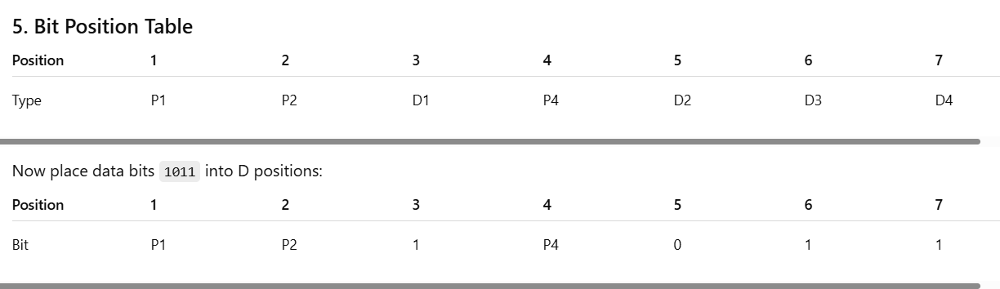 5. Bit Position Table
Position 1 2 3 4 5 6 7
Type P1 P2 D1 P4 D2 D3 D4
Now place data bits 1011 into D positions:
Position 1 2 3 4 5 6 7
Bit P1 P2 1 P4 0 1 1